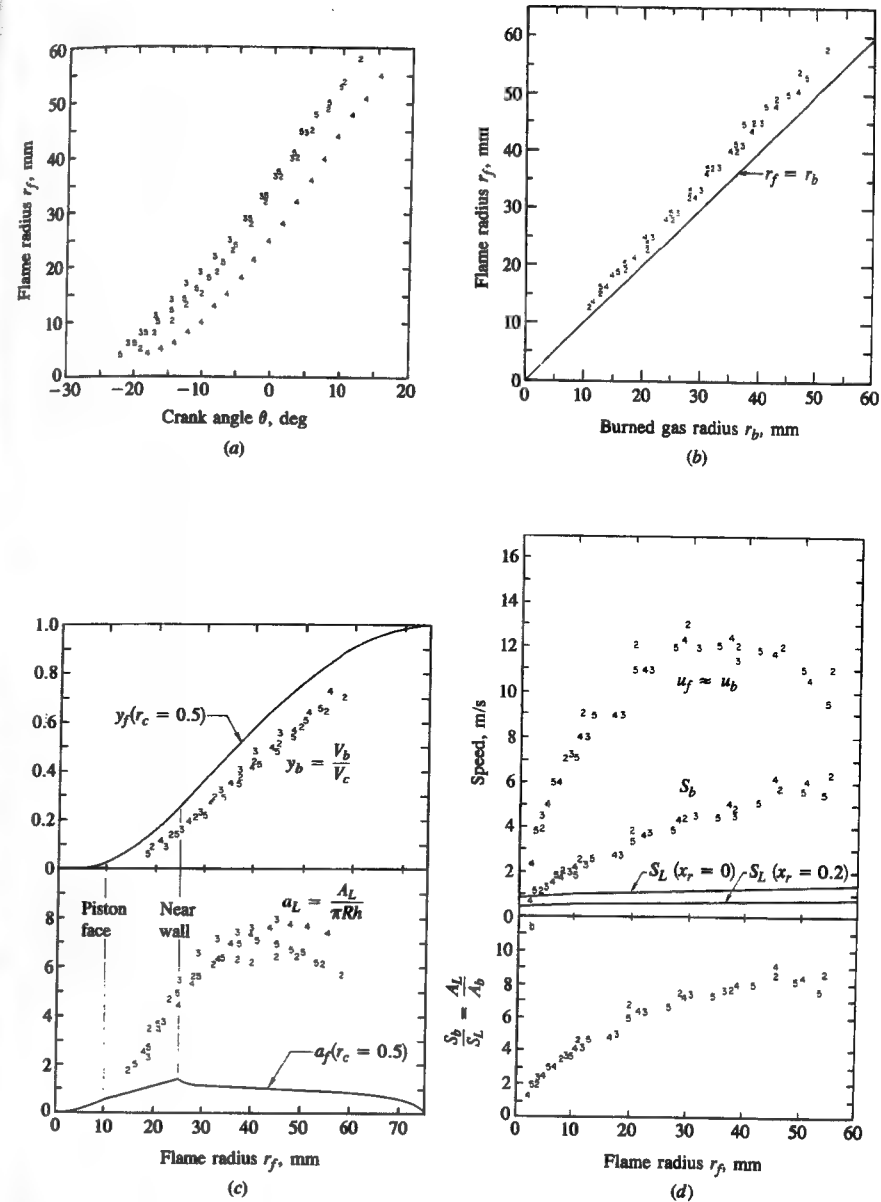 60
50
40
30
20
10
0
Flame radius r_f, mm
−30
−20
−10
0
10
20
Crank angle θ, deg
(a)
60
50
40
30
20
10
0
Flame radius r_f, mm
r_f = r_b
0
10
20
30
40
50
60
Burned gas radius r_b, mm
(b)
1.0
0.8
0.6
0.4
0.2
0
y_f(r_c = 0.5)
y_b = V_b/V_c
Piston face
Near wall
a_L = A_L/πRh
8
6
4
2
0
a_f(r_c = 0.5)
0
10
20
30
40
50
60
70
Flame radius r_f, mm
(c)
16
14
12
10
8
6
4
2
0
Speed, m/s
u_f ≈ u_b
S_b
S_L (x_r = 0)
S_L (x_r = 0.2)
b
8
6
4
2
0
S_b/S_L ≈ A_L/A_b
0
10
20
30
40
50
60
Flame radius r_f, mm
(d)